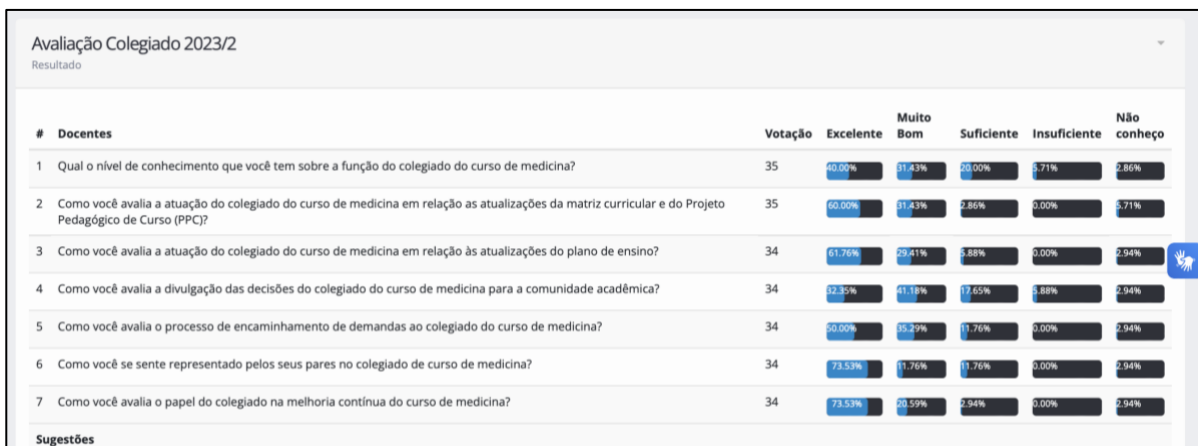 Avaliação Colegiado 2023/2
Resultado
# Docentes Votação Excelente Muito Bom Suficiente Insuficiente Não conheço
1 Qual o nível de conhecimento que você tem sobre a função do colegiado do curso de medicina? 35 40.00% 31.43% 20.00% 5.71% 2.86%
2 Como você avalia a atuação do colegiado do curso de medicina em relação as atualizações da matriz curricular e do Projeto
Pedagógico de Curso (PPC)? 35 60.00% 31.43% 2.86% 0.00% 5.71%
3 Como você avalia a atuação do colegiado do curso de medicina em relação às atualizações do plano de ensino? 34 61.76% 29.41% 5.88% 0.00% 2.94%
4 Como você avalia a divulgação das decisões do colegiado do curso de medicina para a comunidade acadêmica? 34 32.35% 41.18% 17.65% 5.88% 2.94%
5 Como você avalia o processo de encaminhamento de demandas ao colegiado do curso de medicina? 34 50.00% 35.29% 11.76% 0.00% 2.94%
6 Como você se sente representado pelos seus pares no colegiado de curso de medicina? 34 73.53% 11.76% 11.76% 0.00% 2.94%
7 Como você avalia o papel do colegiado na melhoria contínua do curso de medicina? 34 73.53% 20.59% 2.94% 0.00% 2.94%
Sugestões